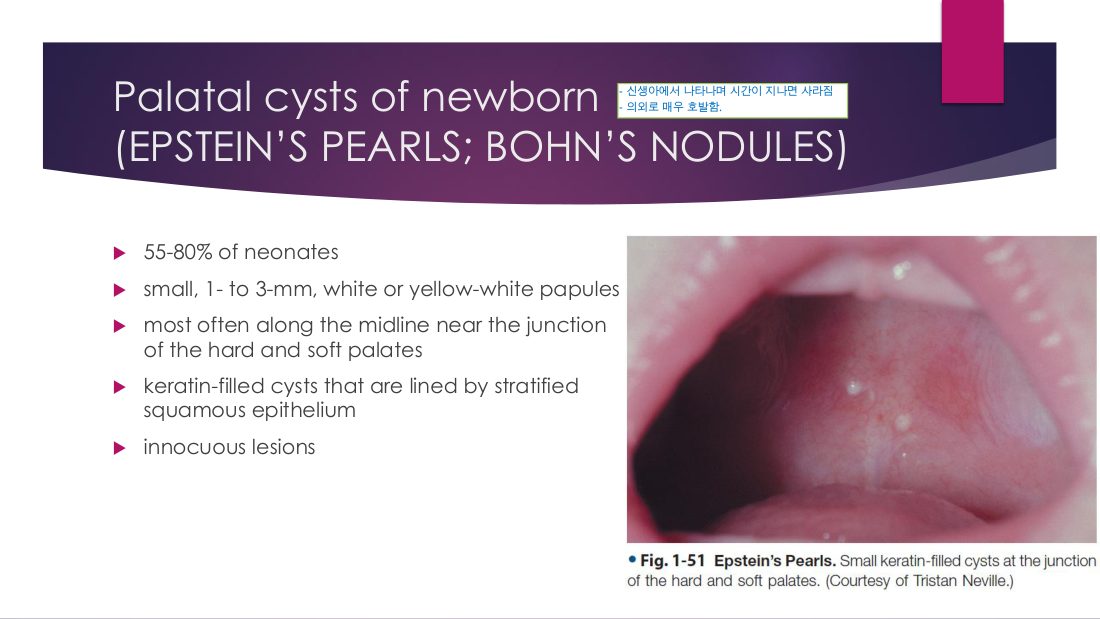 Palatal cysts of newborn
- 신생아에서 나타나며 시간이 지나면 사라짐
- 의외로 매우 호발함.
(EPSTEIN’S PEARLS; BOHN’S NODULES)
55-80% of neonates
small, 1- to 3-mm, white or yellow-white papules
most often along the midline near the junction
of the hard and soft palates
keratin-filled cysts that are lined by stratified
squamous epithelium
innocuous lesions
• Fig. 1-51 Epstein’s Pearls. Small keratin-filled cysts at the junction
of the hard and soft palates. (Courtesy of Tristan Neville.)